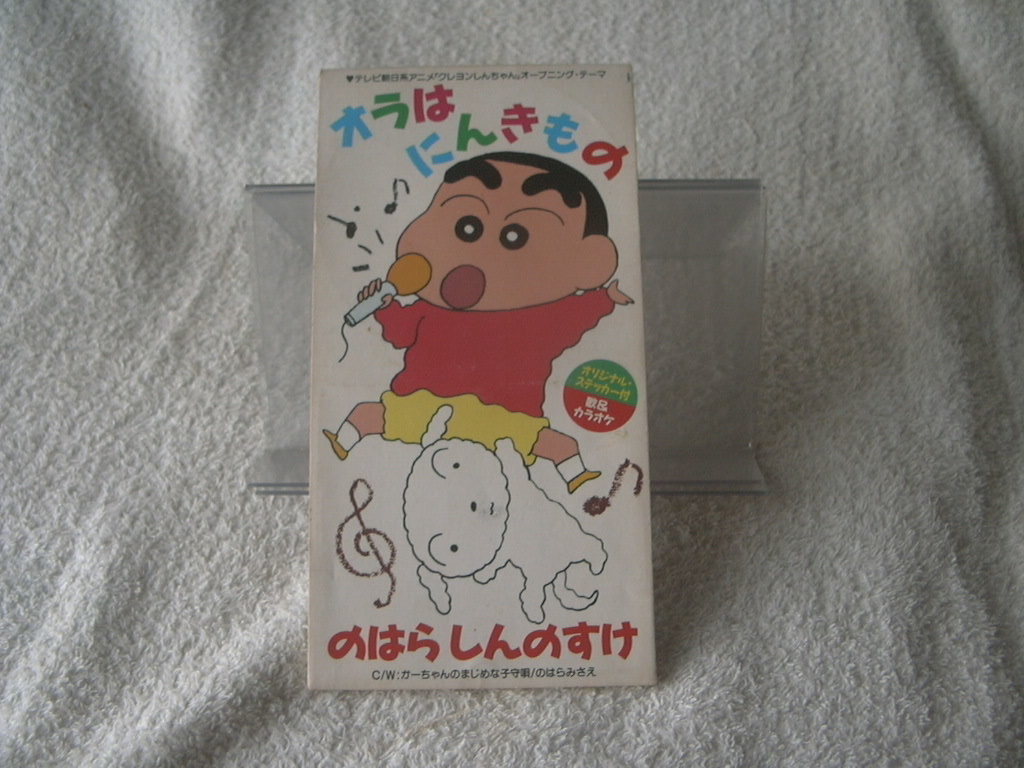 ♥テレビ朝日系アニメ「クレヨンしんちゃん」オープニング・テーマ
オラは
にんきもの
オリジナル・
ステッカー付
歌&
カラオケ
のはらしんのすけ
C/W:かーちゃんのまじめな子守唄/のはらみさえ